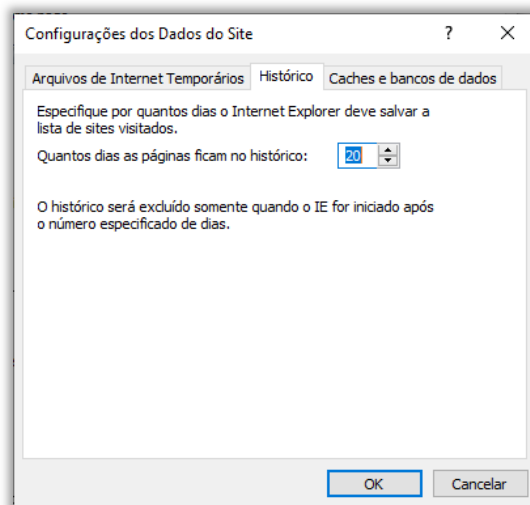 Configurações dos Dados do Site ?
Arquivos de Internet Temporários Histórico Caches e bancos de dados
Especifique por quantos dias o Internet Explorer deve salvar a
lista de sites visitados.
Quantos dias as páginas ficam no histórico: 20
O histórico será excluído somente quando o IE for iniciado após
o número especificado de dias.
OK Cancelar